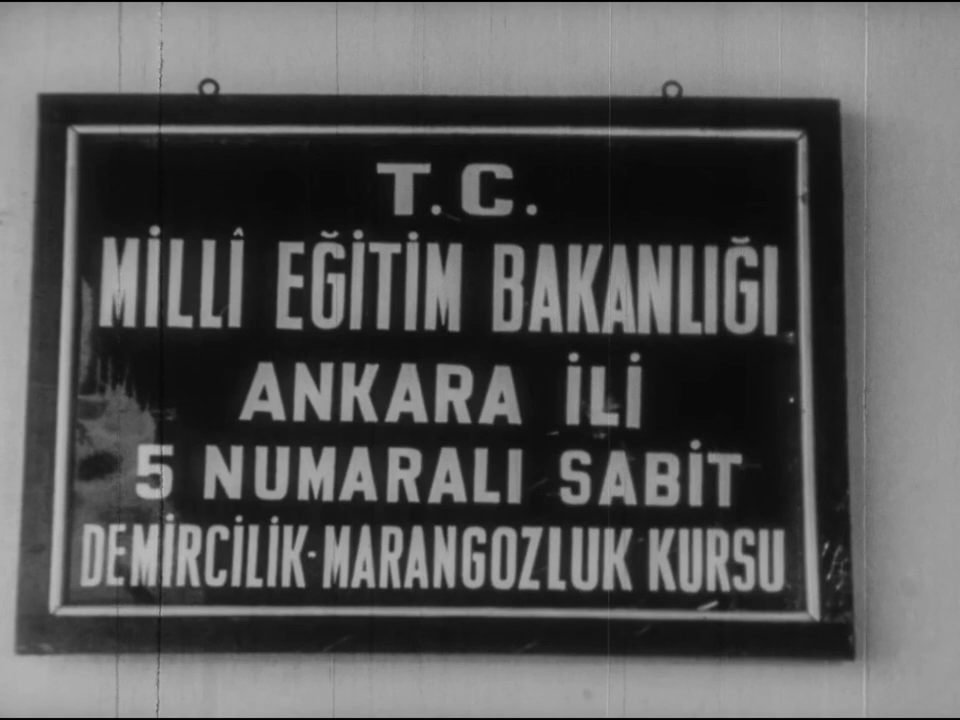 T.C.
MİLLÎ EĞİTİM BAKANLIĞI
ANKARA İLİ
5 NUMARALI SABİT
DEMİRCİLİK-MARANGOZLUK KURSU